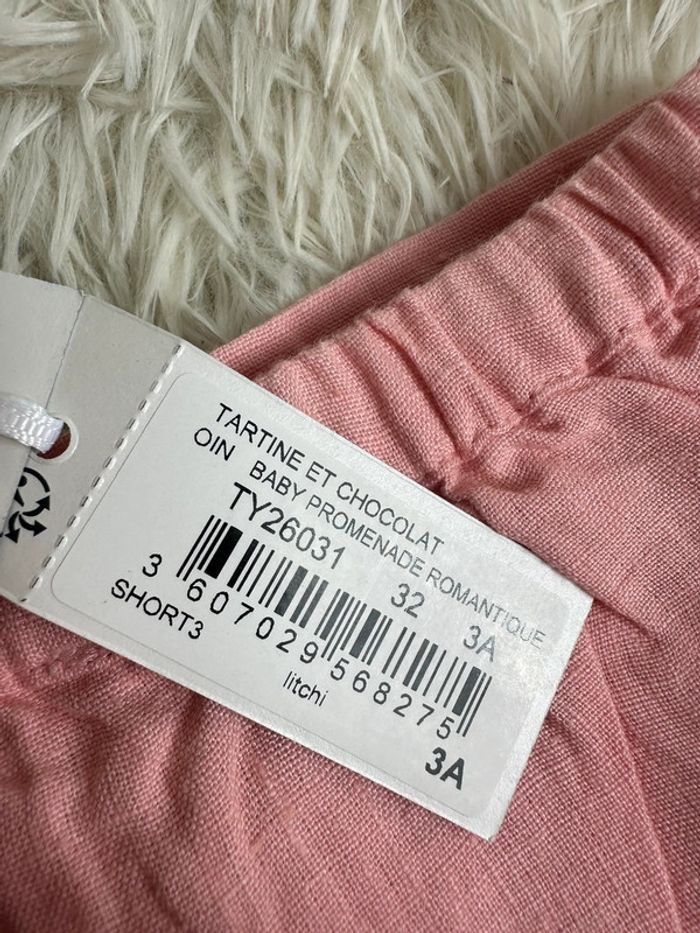 TARTINE ET CHOCOLAT
OIN BABY PROMENADE ROMANTIQUE
TY26031 32 3A
3 607029 568275
SHORT3
litchi
3A